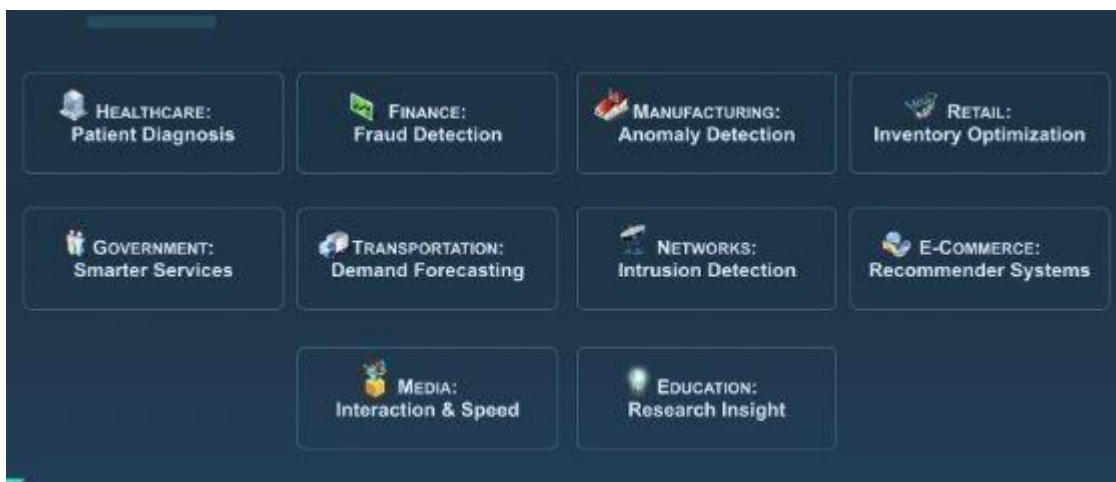 HEALTHCARE:
Patient Diagnosis
FINANCE:
Fraud Detection
MANUFACTURING:
Anomaly Detection
RETAIL:
Inventory Optimization
GOVERNMENT:
Smarter Services
TRANSPORTATION:
Demand Forecasting
NETWORKS:
Intrusion Detection
E-COMMERCE:
Recommender Systems
MEDIA:
Interaction & Speed
EDUCATION:
Research Insight